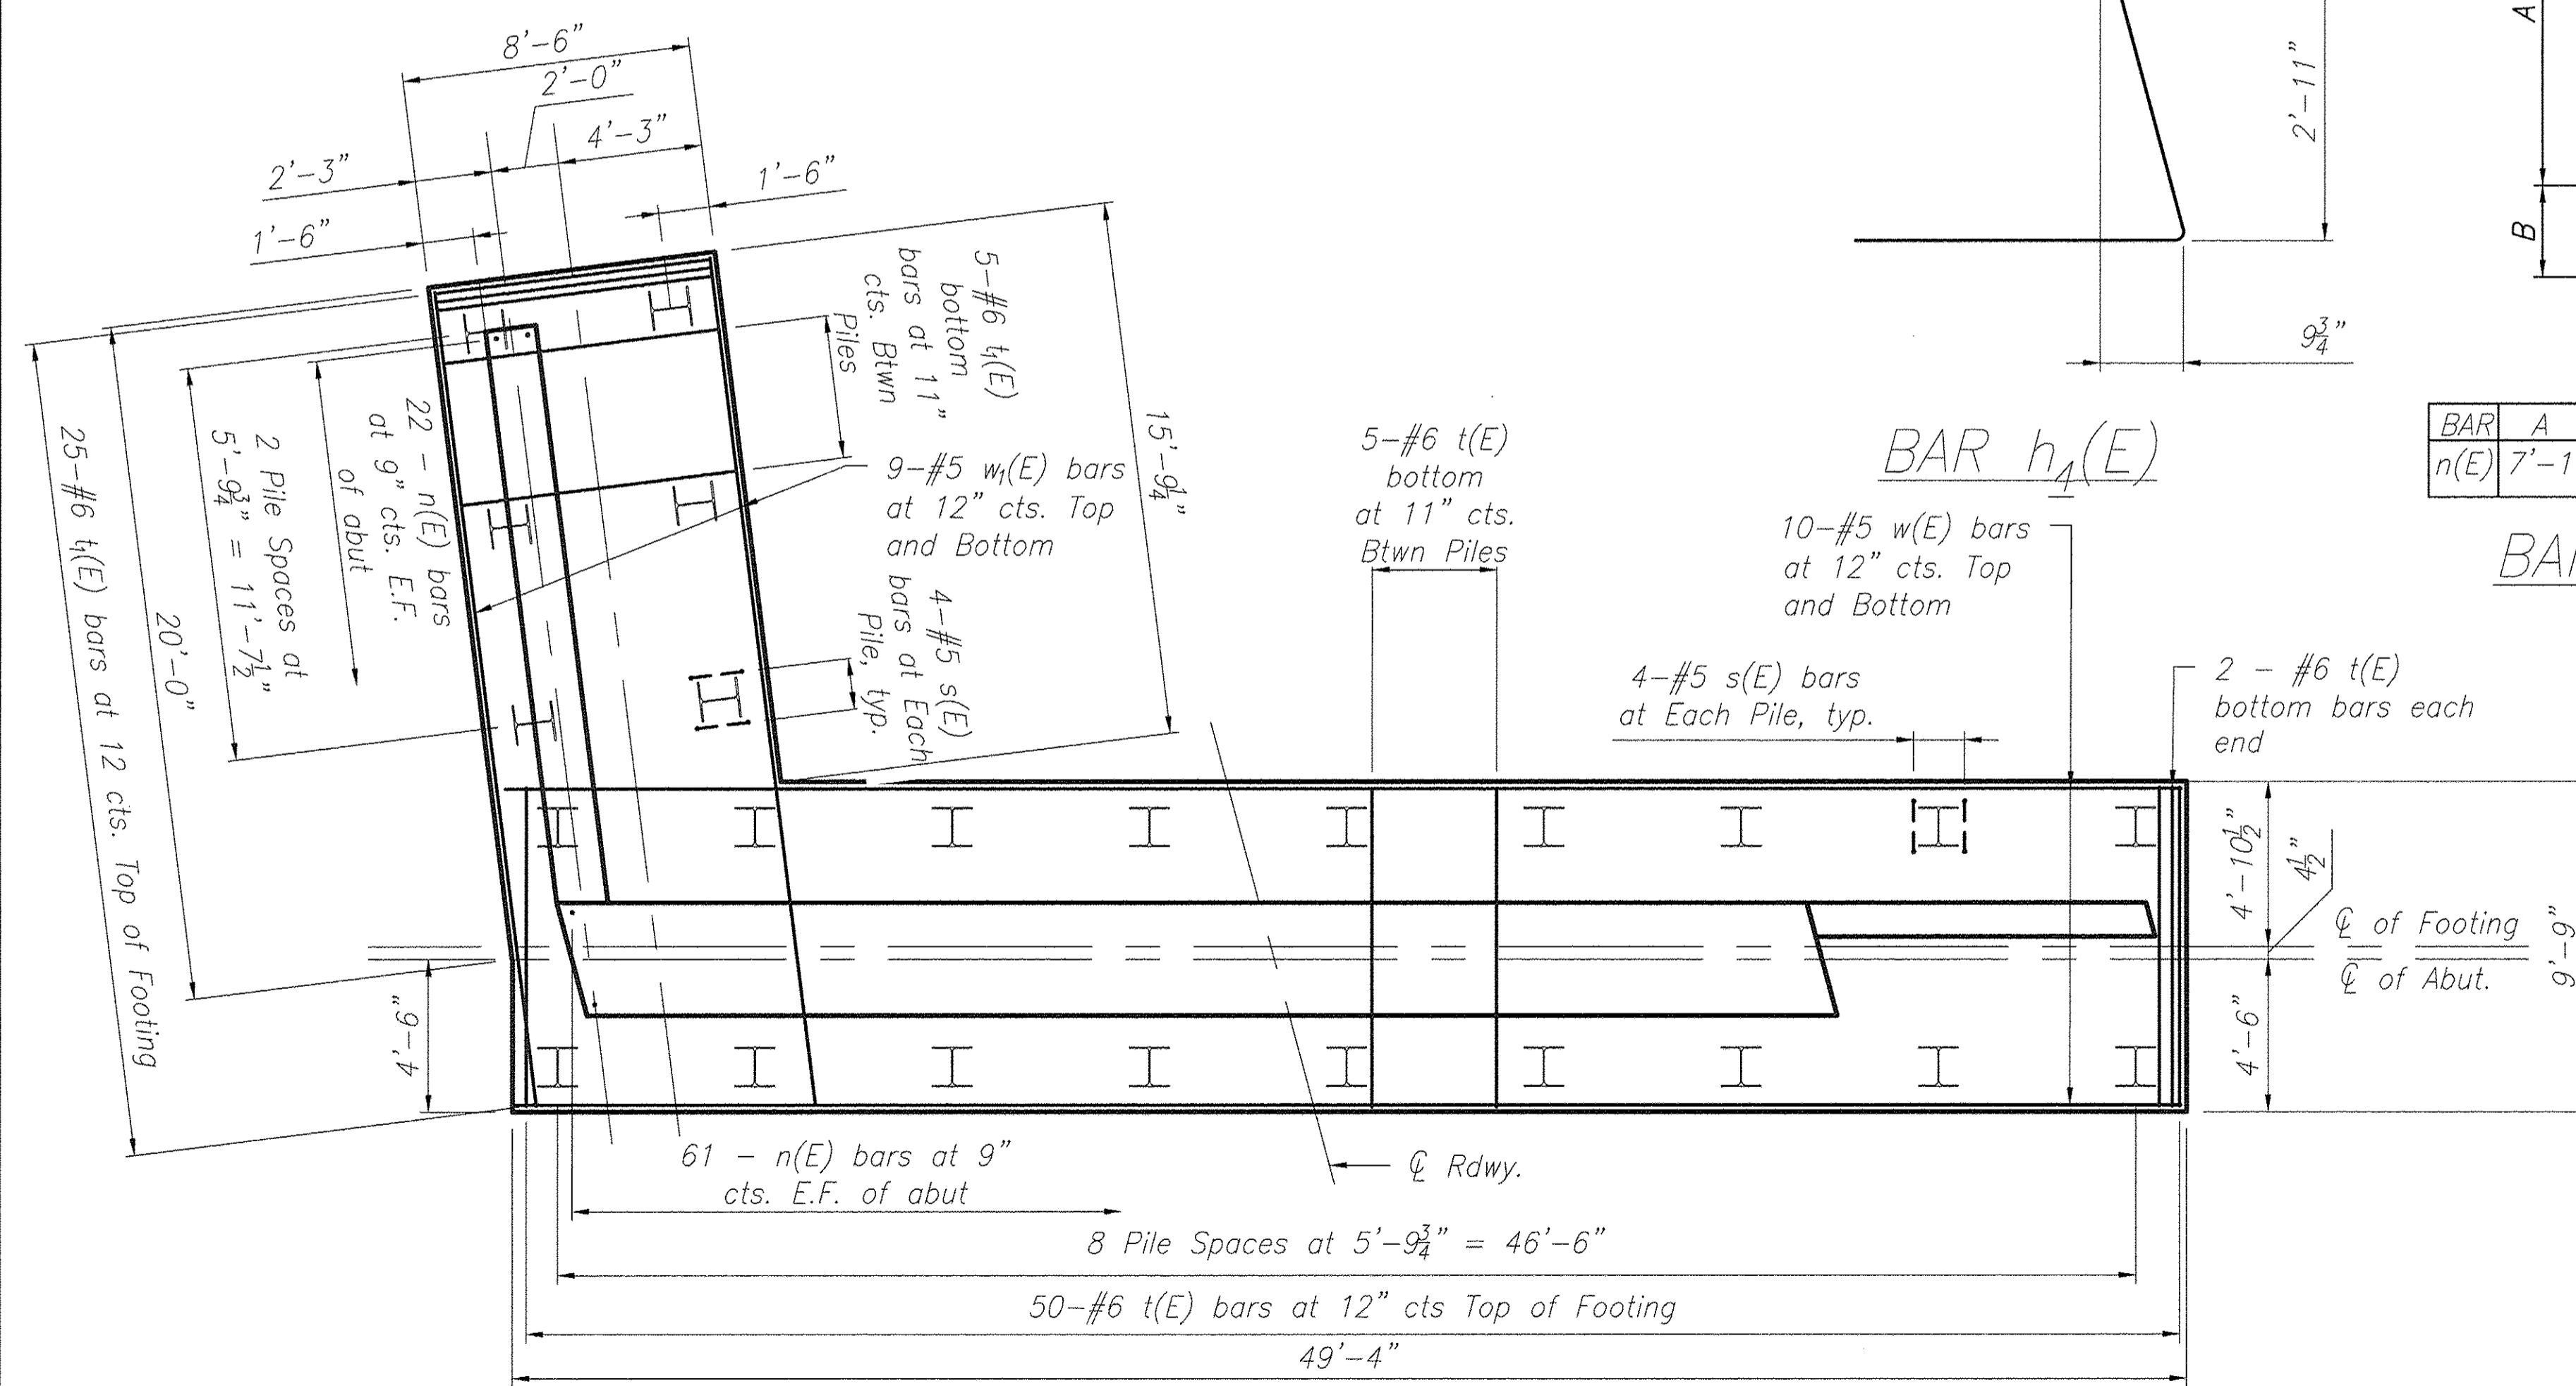 8'-6"
2'-0"
4'-3"
2'-3"
1'-6"
1'-6"
5-#6 t₁(E)
bottom
bars at 11"
cts. Btwn
Piles
15'-9¼"
22 - n(E) bars
at 9" cts. E.F.
of abut
2 Pile Spaces at
5'-9¾" = 11'-7½"
20'-0"
25-#6 t₁(E) bars at 12 cts. Top of Footing
9-#5 w₁(E) bars
at 12" cts. Top
and Bottom
4-#5 s(E)
bars at Each
Pile, typ.
5-#6 t(E)
bottom
at 11" cts.
Btwn Piles
2'-11"
9¾"
BAR h₄(E)
A
B
BAR A
n(E) 7'-1
BAR
10-#5 w(E) bars
at 12" cts. Top
and Bottom
4-#5 s(E) bars
at Each Pile, typ.
2 - #6 t(E)
bottom bars each
end
4'-10½"
4½"
℄ of Footing
℄ of Abut.
9'-6"
4'-6"
4'-6"
61 - n(E) bars at 9"
cts. E.F. of abut
℄ Rdwy.
8 Pile Spaces at 5'-9¾" = 46'-6"
50-#6 t(E) bars at 12" cts Top of Footing
49'-4"